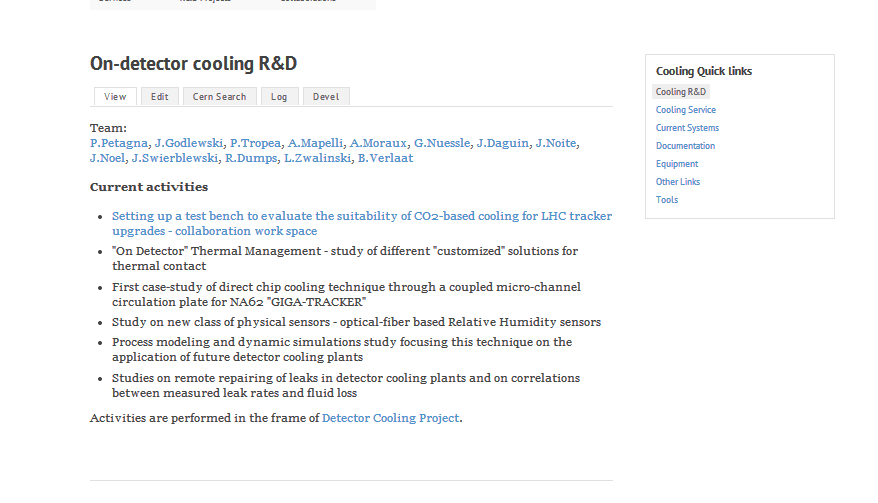 On-detector cooling R&D
View Edit Cern Search Log Devel
Team:
P.Petagna, J.Godlewski, P.Tropea, A.Mapelli, A.Moraux, G.Nuessle, J.Daguin, J.Noite,
J.Noel, J.Swierblewski, R.Dumps, L.Zwalinski, B.Verlaat
Current activities
• Setting up a test bench to evaluate the suitability of CO2-based cooling for LHC tracker
upgrades - collaboration work space
• "On Detector" Thermal Management - study of different "customized" solutions for
thermal contact
• First case-study of direct chip cooling technique through a coupled micro-channel
circulation plate for NA62 "GIGA-TRACKER"
• Study on new class of physical sensors - optical-fiber based Relative Humidity sensors
• Process modeling and dynamic simulations study focusing this technique on the
application of future detector cooling plants
• Studies on remote repairing of leaks in detector cooling plants and on correlations
between measured leak rates and fluid loss
Activities are performed in the frame of Detector Cooling Project.
Cooling Quick links
Cooling R&D
Cooling Service
Current Systems
Documentation
Equipment
Other Links
Tools